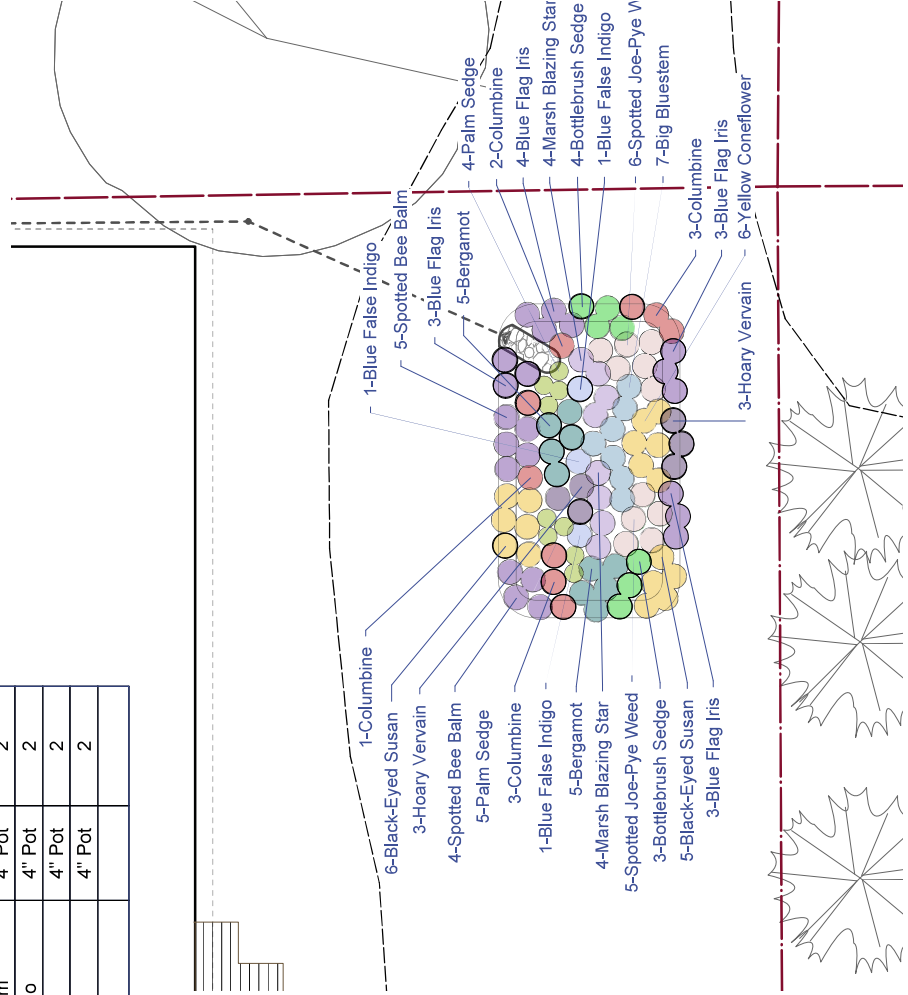 4-Palm Sedge
2-Columbine
4-Blue Flag Iris
4-Marsh Blazing Star
4-Bottlebrush Sedge
1-Blue False Indigo
6-Spotted Joe-Pye W
7-Big Bluestem
3-Columbine
3-Blue Flag Iris
6-Yellow Coneflower
3-Hoary Vervain
1-Blue False Indigo
5-Spotted Bee Balm
3-Blue Flag Iris
5-Bergamot
1-Columbine
6-Black-Eyed Susan
3-Hoary Vervain
4-Spotted Bee Balm
5-Palm Sedge
3-Columbine
1-Blue False Indigo
5-Bergamot
4-Marsh Blazing Star
5-Spotted Joe-Pye Weed
3-Bottlebrush Sedge
5-Black-Eyed Susan
3-Blue Flag Iris
4" Pot 2
o 4" Pot 2
4" Pot 2
4" Pot 2